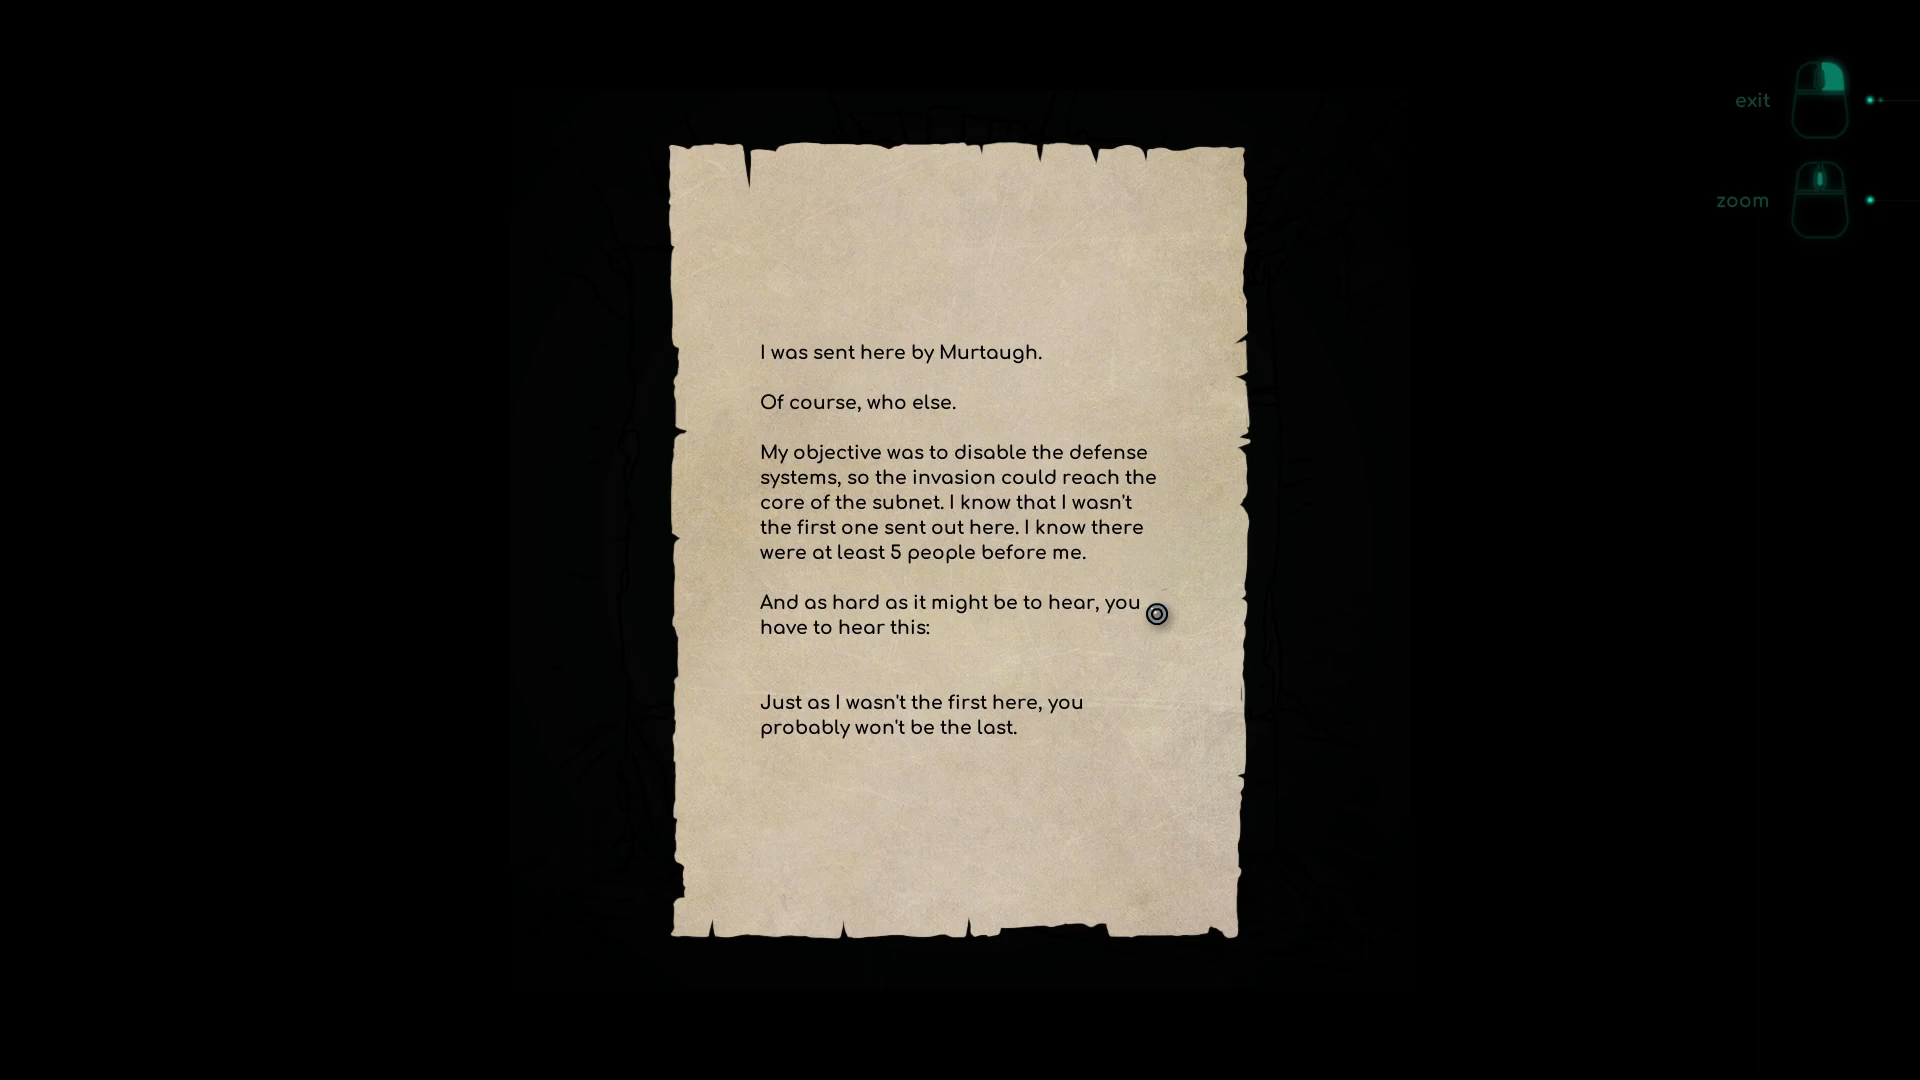 exit
zoom
I was sent here by Murtaugh.
Of course, who else.
My objective was to disable the defense
systems, so the invasion could reach the
core of the subnet. I know that I wasn't
the first one sent out here. I know there
were at least 5 people before me.
And as hard as it might be to hear, you
have to hear this:
Just as I wasn't the first here, you
probably won't be the last.